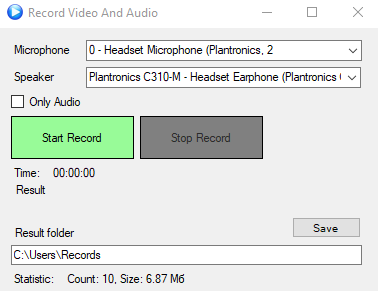 Record Video And Audio
Microphone 0 - Headset Microphone (Plantronics, 2
Speaker Plantronics C310-M - Headset Earphone (Plantronics
Only Audio
Start Record Stop Record
Time: 00:00:00
Result
Save
Result folder
C:\Users\Records
Statistic: Count: 10, Size: 6.87 Мб